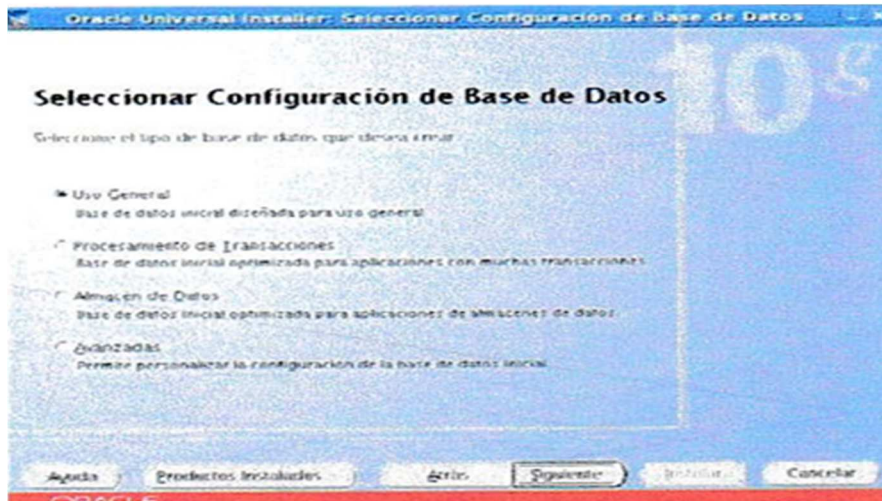 Oracle Universal Installer: Seleccionar Configuración de Base de Datos
10g
Seleccionar Configuración de Base de Datos
Seleccione el tipo de base de datos que desea crear
Uso General
Base de datos inicial diseñada para uso general
Procesamiento de Transacciones
Base de datos inicial optimizada para aplicaciones con muchas transacciones
Almacén de Datos
Base de datos inicial optimizada para aplicaciones de almacenes de datos.
Avanzadas
Permite personalizar la configuración de la base de datos inicial
Ayuda Productos Instalados Atrás Siguiente Instalar Cancelar
ORACLE